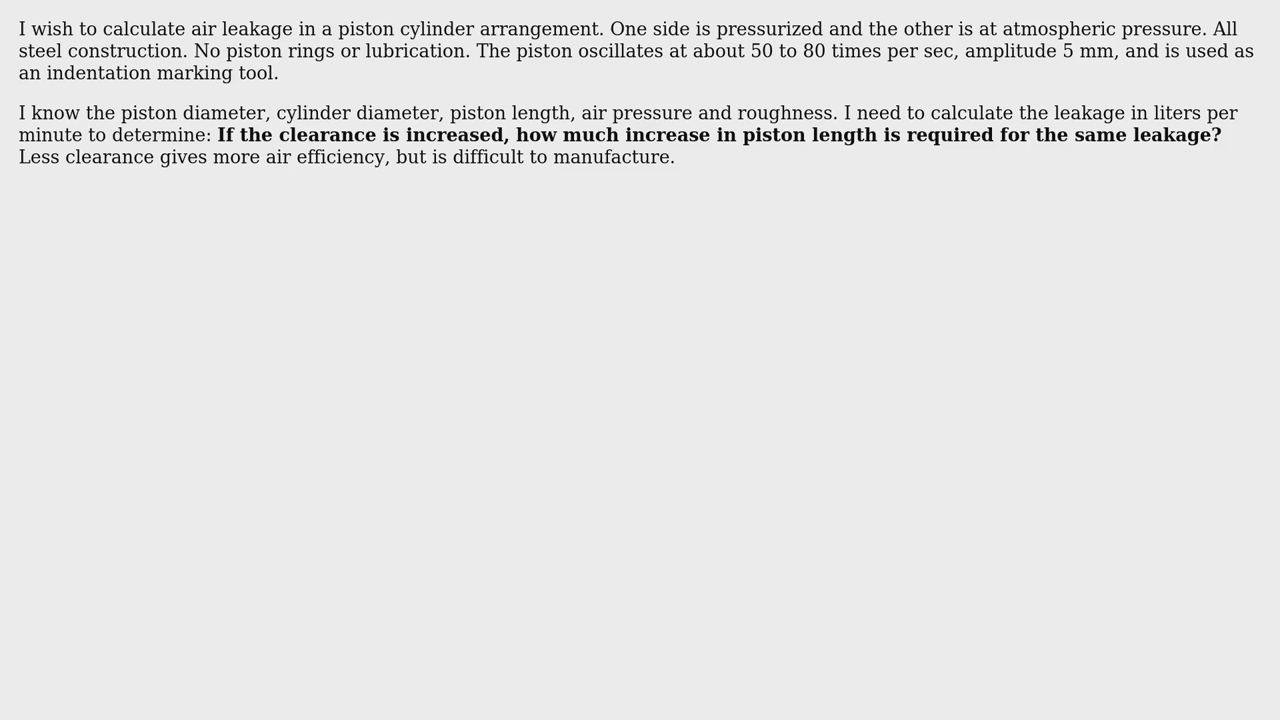 I wish to calculate air leakage in a piston cylinder arrangement. One side is pressurized and the other is at atmospheric pressure. All
steel construction. No piston rings or lubrication. The piston oscillates at about 50 to 80 times per sec, amplitude 5 mm, and is used as
an indentation marking tool.
I know the piston diameter, cylinder diameter, piston length, air pressure and roughness. I need to calculate the leakage in liters per
minute to determine: If the clearance is increased, how much increase in piston length is required for the same leakage?
Less clearance gives more air efficiency, but is difficult to manufacture.